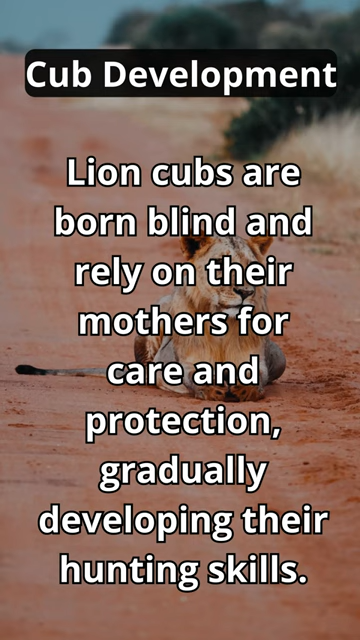 Cub Development
Lion cubs are
born blind and
rely on their
mothers for
care and
protection,
gradually
developing their
hunting skills.